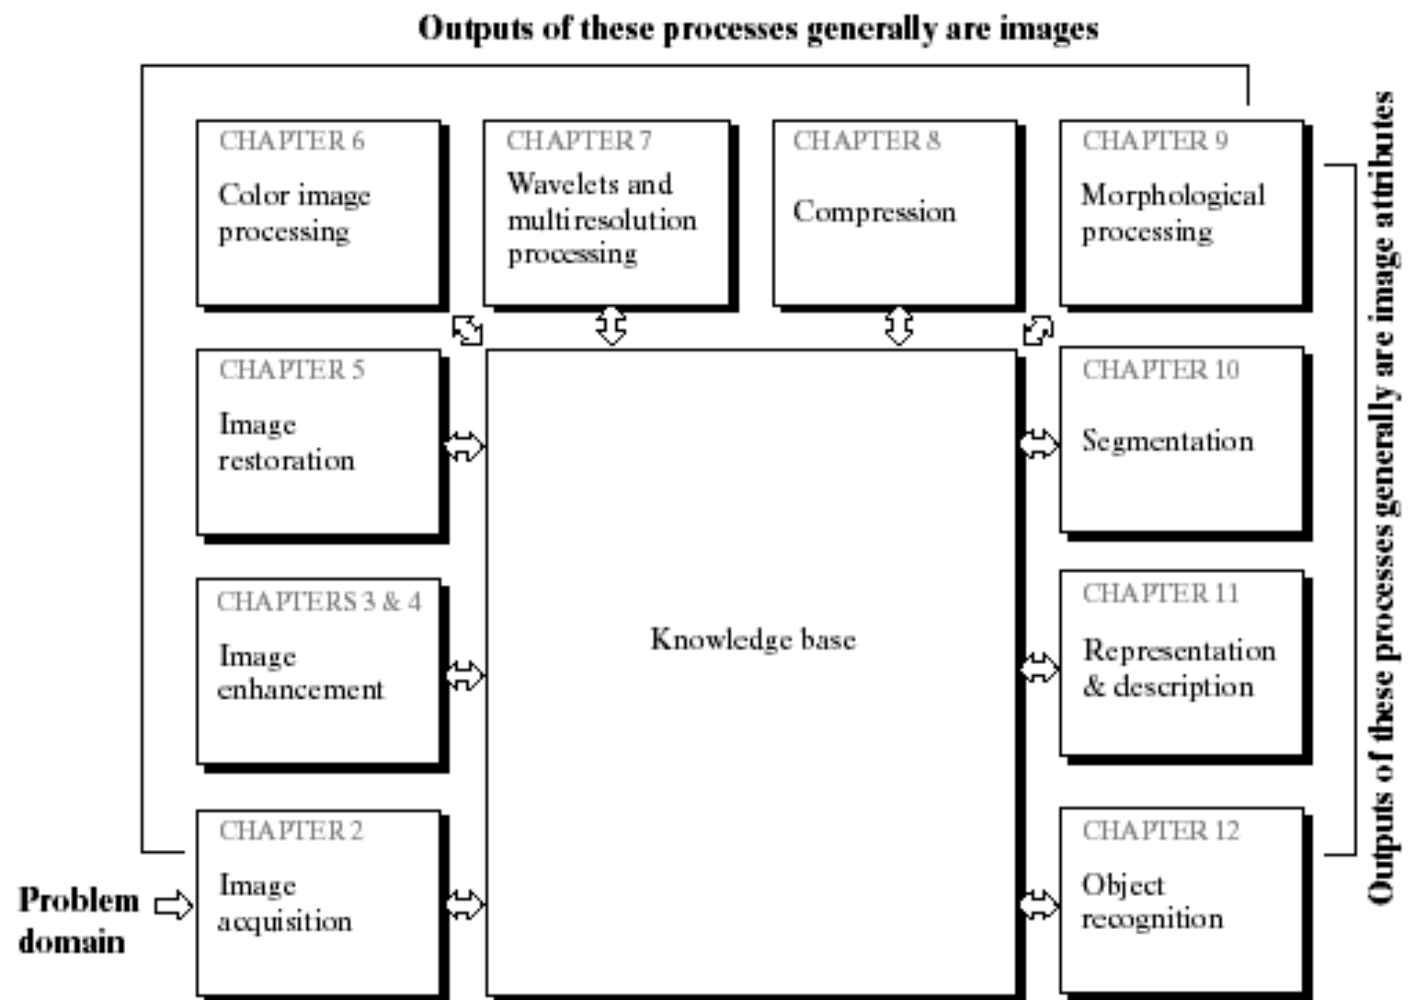 Outputs of these processes generally are images
CHAPTER 6
Color image
processing
CHAPTER 7
Wavelets and
multiresolution
processing
CHAPTER 8
Compression
CHAPTER 9
Morphological
processing
Outputs of these processes generally are image attributes
CHAPTER 5
Image
restoration
CHAPTER 10
Segmentation
CHAPTERS 3 & 4
Image
enhancement
Knowledge base
CHAPTER 11
Representation
& description
Problem
domain
CHAPTER 2
Image
acquisition
CHAPTER 12
Object
recognition